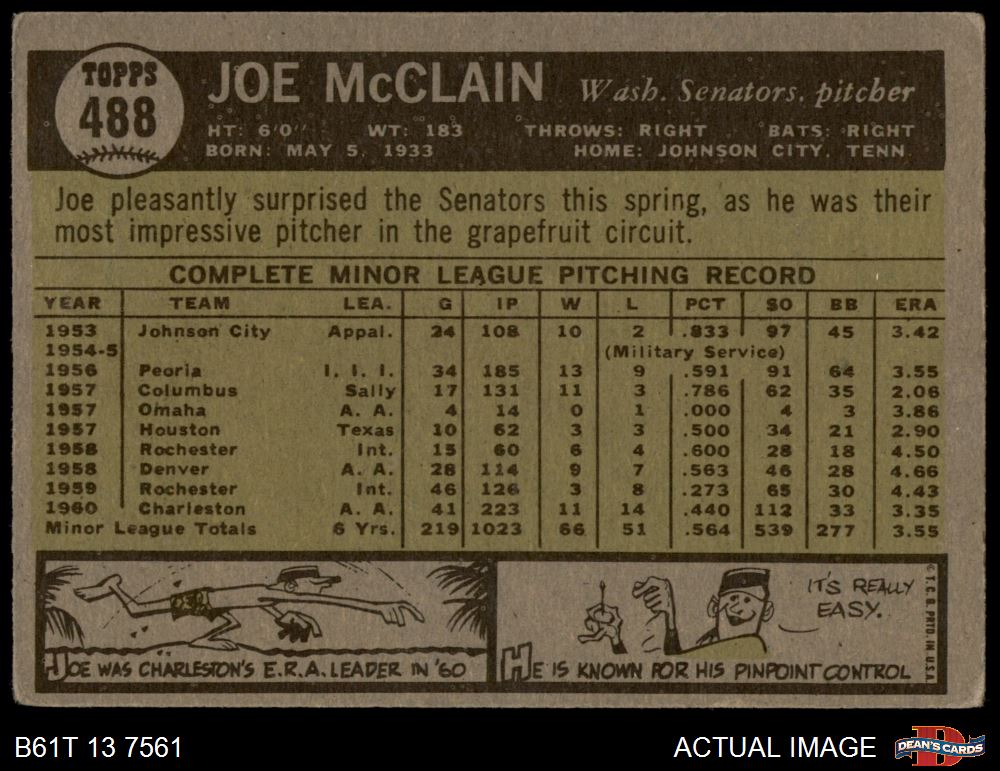 TOPPS
488
JOE McCLAIN
Wash. Senators, pitcher
HT: 6'0" WT: 183 THROWS: RIGHT BATS: RIGHT
BORN: MAY 5, 1933 HOME: JOHNSON CITY, TENN.
Joe pleasantly surprised the Senators this spring, as he was their
most impressive pitcher in the grapefruit circuit.
COMPLETE MINOR LEAGUE PITCHING RECORD
YEAR TEAM LEA. G IP W L PCT SO BB ERA
1953 Johnson City Appal. 24 108 10 2 .833 97 45 3.42
1954-5 (Military Service)
1956 Peoria I. I. I. 34 185 13 9 .591 91 64 3.55
1957 Columbus Sally 17 131 11 3 .786 62 35 2.06
1957 Omaha A. A. 4 14 0 1 .000 4 3 3.86
1957 Houston Texas 10 62 3 3 .500 34 21 2.90
1958 Rochester Int. 15 60 6 4 .600 28 18 4.50
1958 Denver A. A. 28 114 9 7 .563 46 28 4.66
1959 Rochester Int. 46 126 3 8 .273 65 30 4.43
1960 Charleston A. A. 41 223 11 14 .440 112 33 3.35
Minor League Totals 6 Yrs. 219 1023 66 51 .564 539 277 3.55
JOE WAS CHARLESTON'S E.R.A. LEADER IN '60
IT'S REALLY
EASY.
HE IS KNOWN FOR HIS PINPOINT CONTROL
© T. C. G. PRTD. IN U.S.A.
B61T 13 7561
ACTUAL IMAGE
DEAN'S CARDS